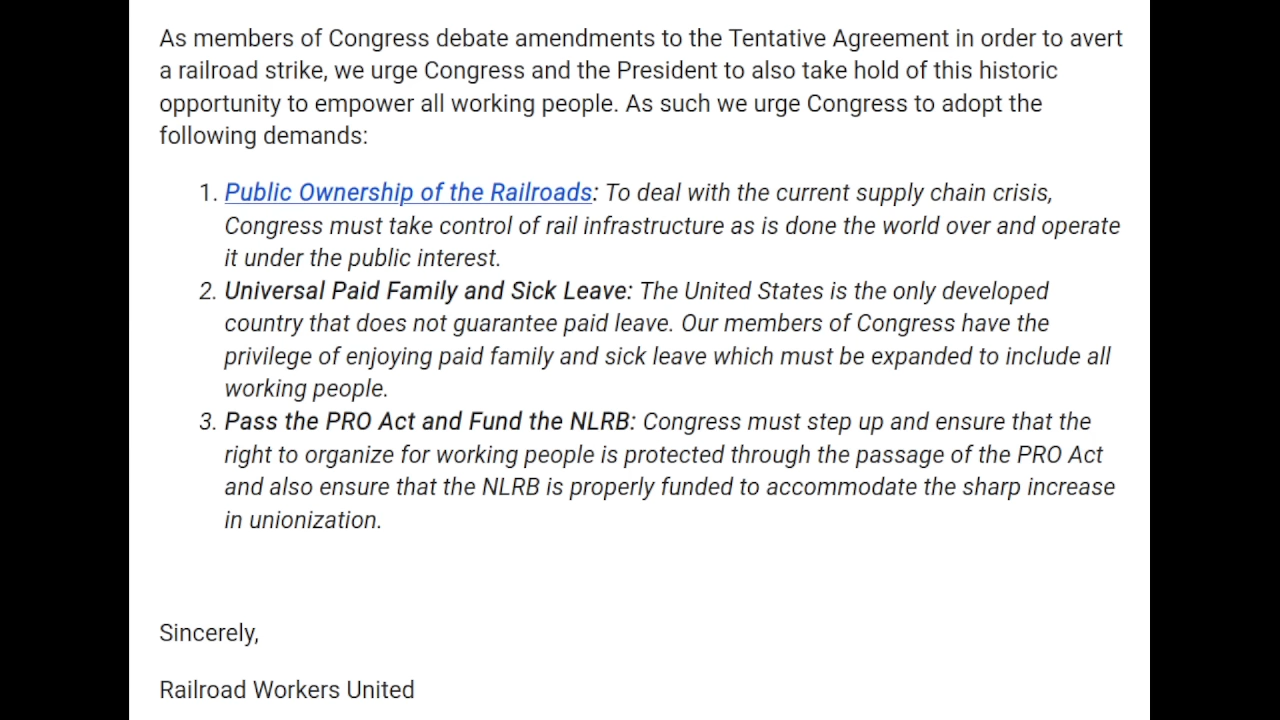 As members of Congress debate amendments to the Tentative Agreement in order to avert
a railroad strike, we urge Congress and the President to also take hold of this historic
opportunity to empower all working people. As such we urge Congress to adopt the
following demands:
1. Public Ownership of the Railroads: To deal with the current supply chain crisis,
Congress must take control of rail infrastructure as is done the world over and operate
it under the public interest.
2. Universal Paid Family and Sick Leave: The United States is the only developed
country that does not guarantee paid leave. Our members of Congress have the
privilege of enjoying paid family and sick leave which must be expanded to include all
working people.
3. Pass the PRO Act and Fund the NLRB: Congress must step up and ensure that the
right to organize for working people is protected through the passage of the PRO Act
and also ensure that the NLRB is properly funded to accommodate the sharp increase
in unionization.
Sincerely,
Railroad Workers United